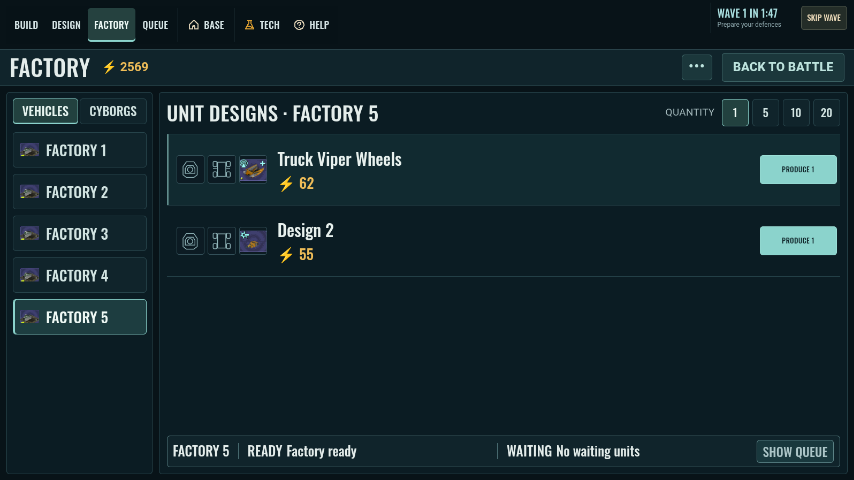 BUILD DESIGN FACTORY QUEUE BASE TECH HELP
WAVE 1 IN 1:47
Prepare your defences
SKIP WAVE
FACTORY 2569
••• BACK TO BATTLE
VEHICLES CYBORGS
FACTORY 1
FACTORY 2
FACTORY 3
FACTORY 4
FACTORY 5
UNIT DESIGNS · FACTORY 5
QUANTITY 1 5 10 20
Truck Viper Wheels
62
PRODUCE 1
Design 2
55
PRODUCE 1
FACTORY 5 READY Factory ready WAITING No waiting units SHOW QUEUE